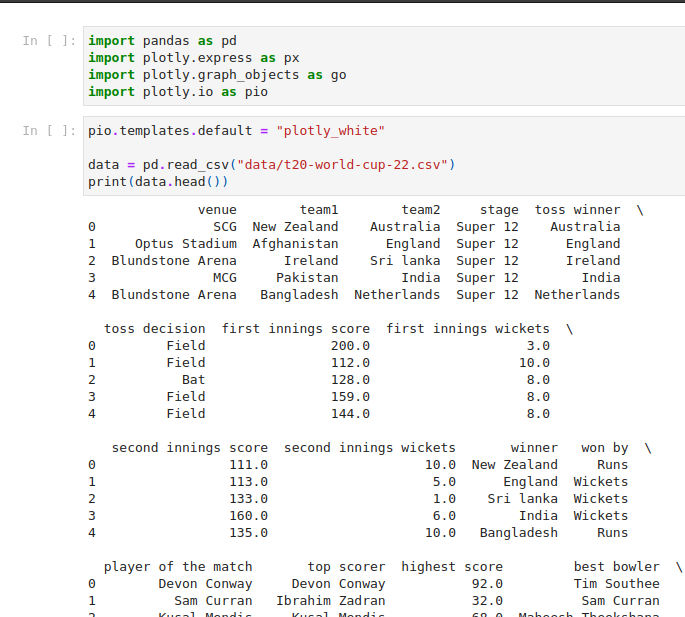 In [ ]: import pandas as pd
import plotly.express as px
import plotly.graph_objects as go
import plotly.io as pio
In [ ]: pio.templates.default = "plotly_white"
data = pd.read_csv("data/t20-world-cup-22.csv")
print(data.head())
venue team1 team2 stage toss winner \
0 SCG New Zealand Australia Super 12 Australia
1 Optus Stadium Afghanistan England Super 12 England
2 Blundstone Arena Ireland Sri lanka Super 12 Ireland
3 MCG Pakistan India Super 12 India
4 Blundstone Arena Bangladesh Netherlands Super 12 Netherlands
toss decision first innings score first innings wickets \
0 Field 200.0 3.0
1 Field 112.0 10.0
2 Bat 128.0 8.0
3 Field 159.0 8.0
4 Field 144.0 8.0
second innings score second innings wickets winner won by \
0 111.0 10.0 New Zealand Runs
1 113.0 5.0 England Wickets
2 133.0 1.0 Sri lanka Wickets
3 160.0 6.0 India Wickets
4 135.0 10.0 Bangladesh Runs
player of the match top scorer highest score best bowler \
0 Devon Conway Devon Conway 92.0 Tim Southee
1 Sam Curran Ibrahim Zadran 32.0 Sam Curran
2 Kusal Mendis Kusal Mendis 68.0 Maheesh Theekshana